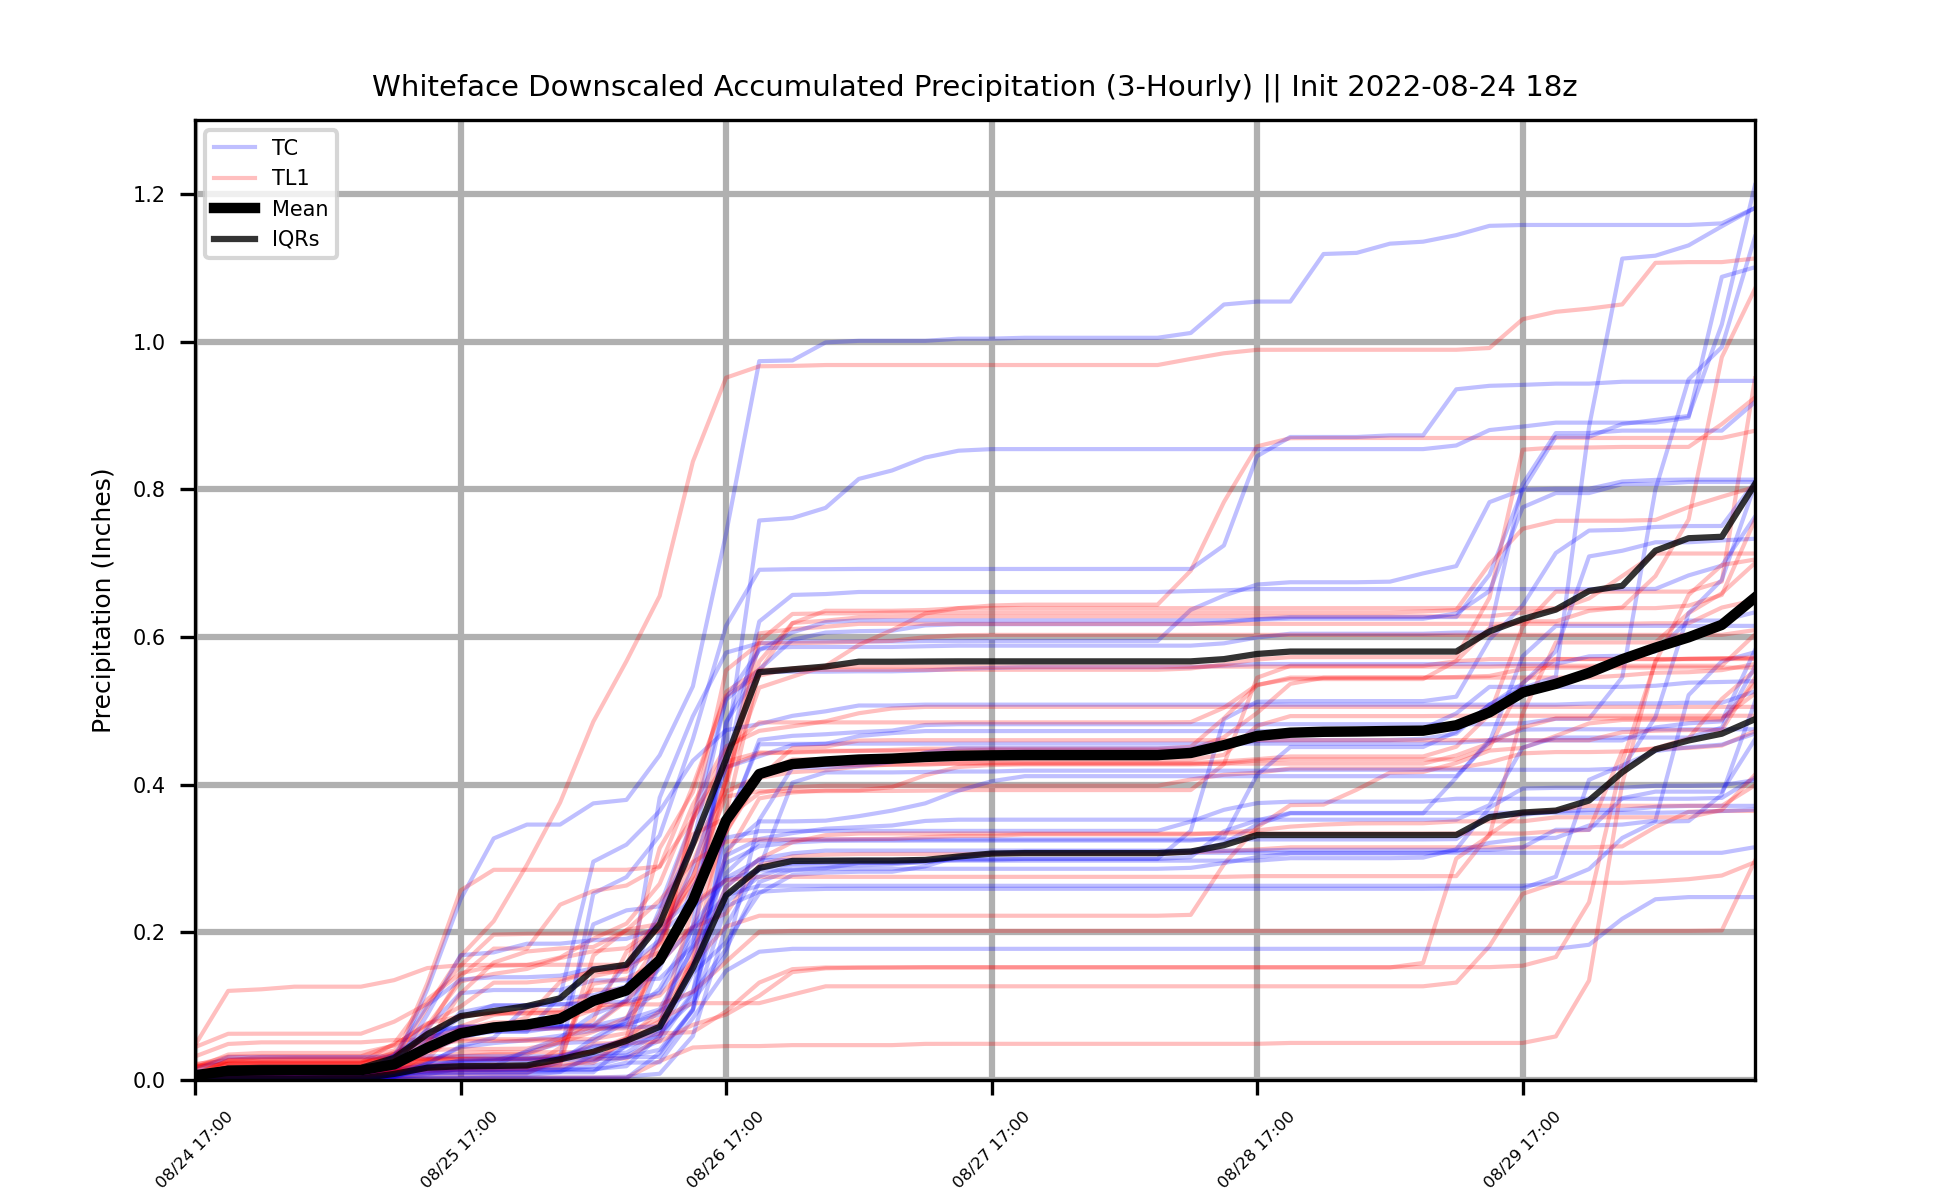 Whiteface Downscaled Accumulated Precipitation (3-Hourly) || Init 2022-08-24 18z
TC
TL1
Mean
IQRs
Precipitation (Inches)
1.2
1.0
0.8
0.6
0.4
0.2
0.0
08/24 17:00
08/25 17:00
08/26 17:00
08/27 17:00
08/28 17:00
08/29 17:00